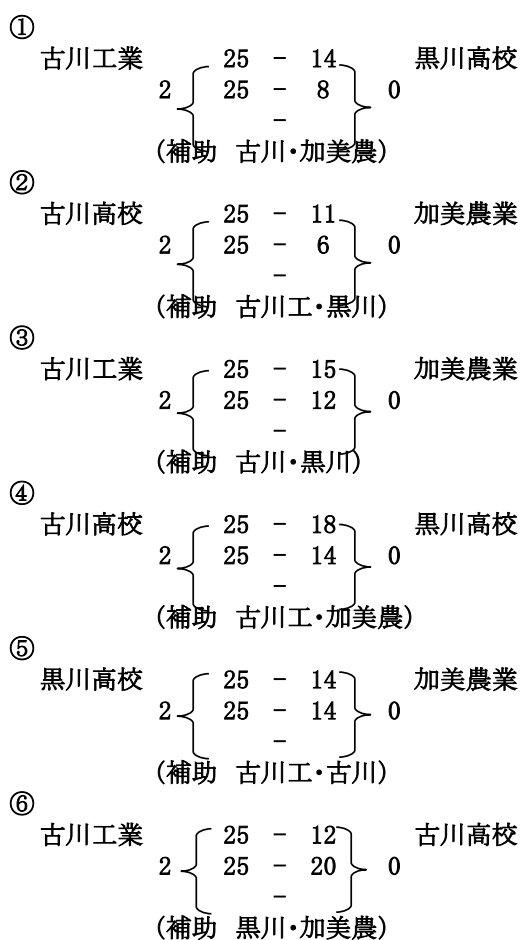 ①
古川工業 25 － 14 黒川高校
2 25 － 8 0
－
（補助 古川・加美農）
②
古川高校 25 － 11 加美農業
2 25 － 6 0
－
（補助 古川工・黒川）
③
古川工業 25 － 15 加美農業
2 25 － 12 0
－
（補助 古川・黒川）
④
古川高校 25 － 18 黒川高校
2 25 － 14 0
－
（補助 古川工・加美農）
⑤
黒川高校 25 － 14 加美農業
2 25 － 14 0
－
（補助 古川工・古川）
⑥
古川工業 25 － 12 古川高校
2 25 － 20 0
－
（補助 黒川・加美農）